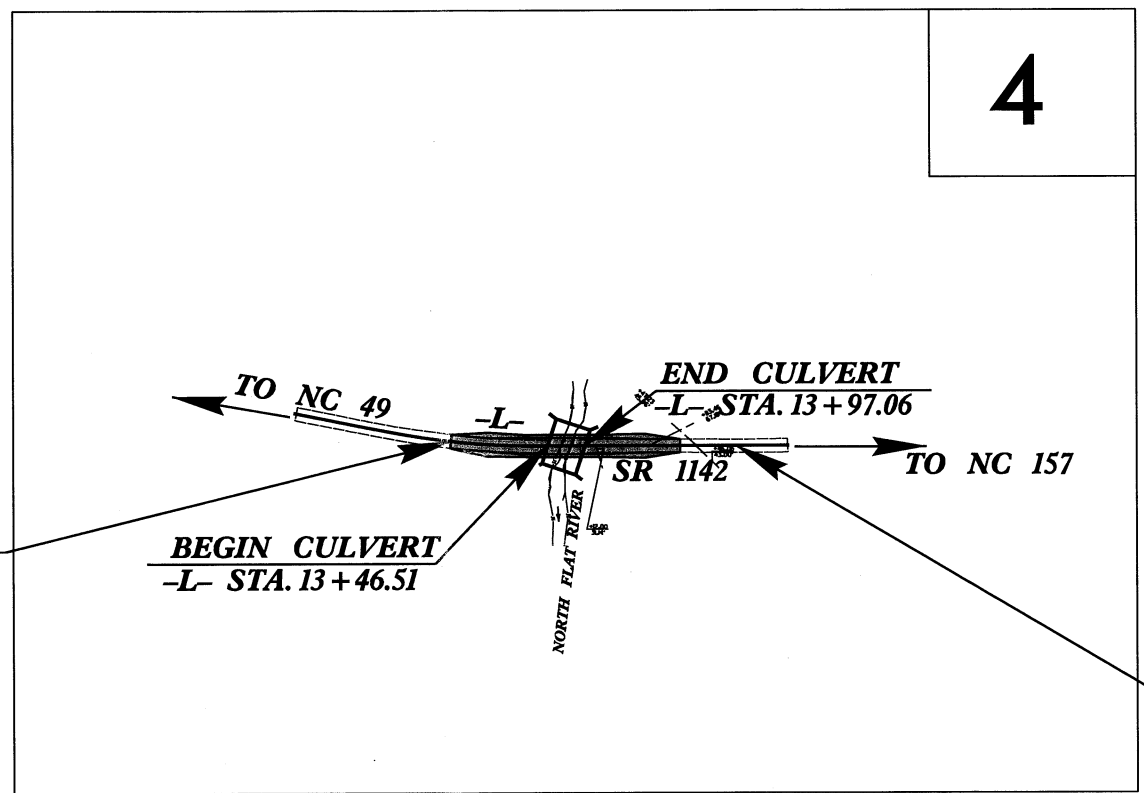 4
END CULVERT
-L- STA. 13+97.06
TO NC 49
-L-
TO NC 157
SR 1142
BEGIN CULVERT
-L- STA. 13+46.51
NORTH FLAT RIVER